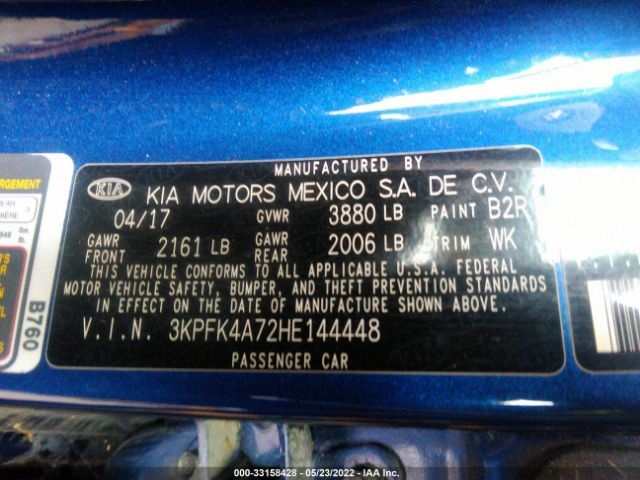 MANUFACTURED BY
KIA KIA MOTORS MEXICO S.A. DE C.V.
04/17 GVWR 3880 LB PAINT B2R
GAWR FRONT 2161 LB GAWR REAR 2006 LB TRIM WK
THIS VEHICLE CONFORMS TO ALL APPLICABLE U.S.A. FEDERAL
MOTOR VEHICLE SAFETY, BUMPER, AND THEFT PREVENTION STANDARDS
IN EFFECT ON THE DATE OF MANUFACTURE SHOWN ABOVE.
V.I.N. 3KPFK4A72HE144448
PASSENGER CAR
B760
000-33158428 - 05/23/2022 - IAA Inc.